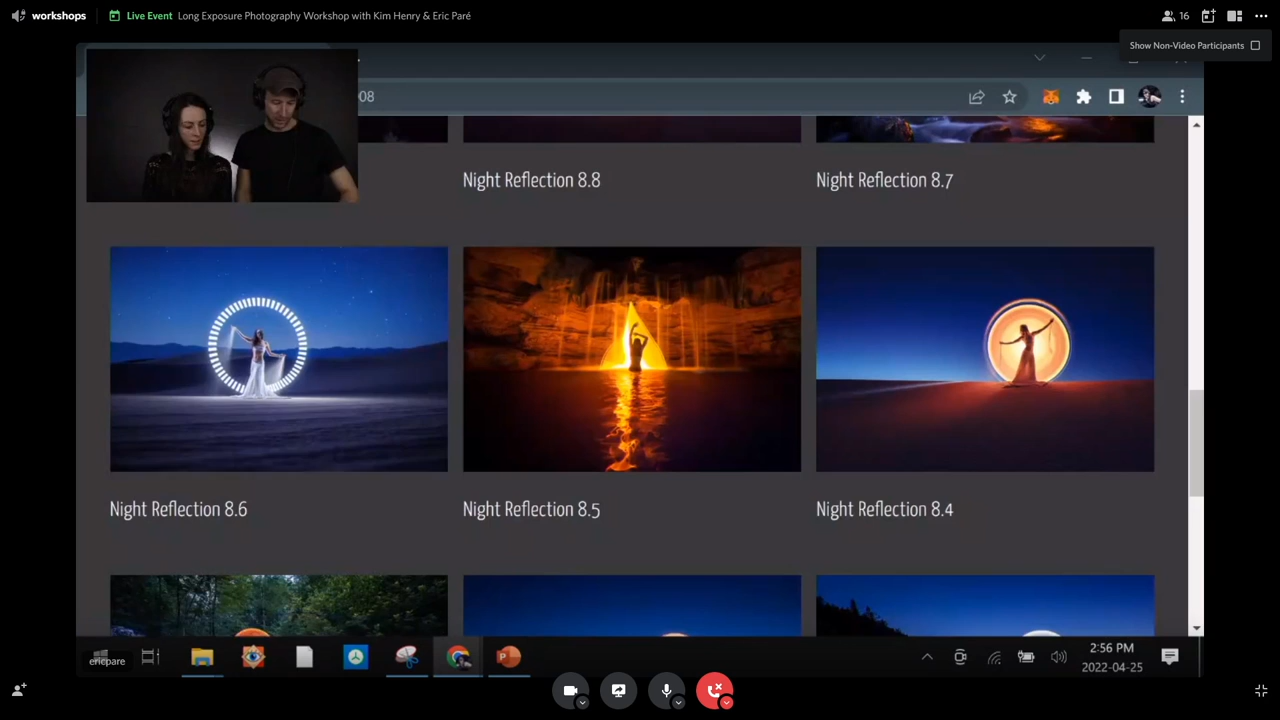 workshops Live Event Long Exposure Photography Workshop with Kim Henry & Eric Paré 16
Show Non-Video Participants
08
Night Reflection 8.8
Night Reflection 8.7
Night Reflection 8.6
Night Reflection 8.5
Night Reflection 8.4
ericpare
2:56 PM
2022-04-25